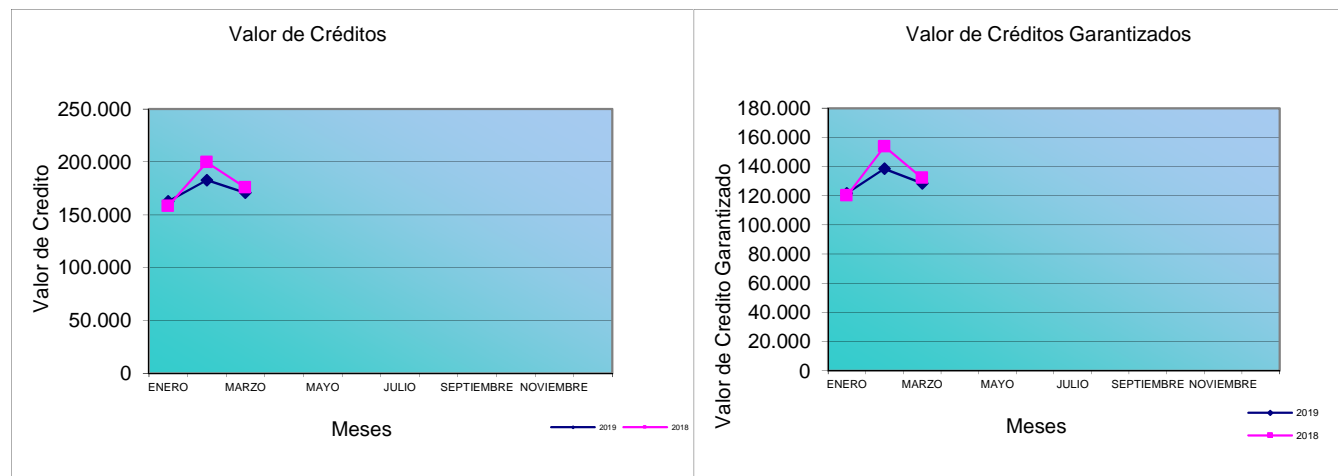 Valor de Créditos
Valor de Credito
250.000
200.000
150.000
100.000
50.000
0
ENERO MARZO MAYO JULIO SEPTIEMBRE NOVIEMBRE
Meses
2019 2018
Valor de Créditos Garantizados
Valor de Credito Garantizado
180.000
160.000
140.000
120.000
100.000
80.000
60.000
40.000
20.000
0
ENERO MARZO MAYO JULIO SEPTIEMBRE NOVIEMBRE
Meses
2019
2018